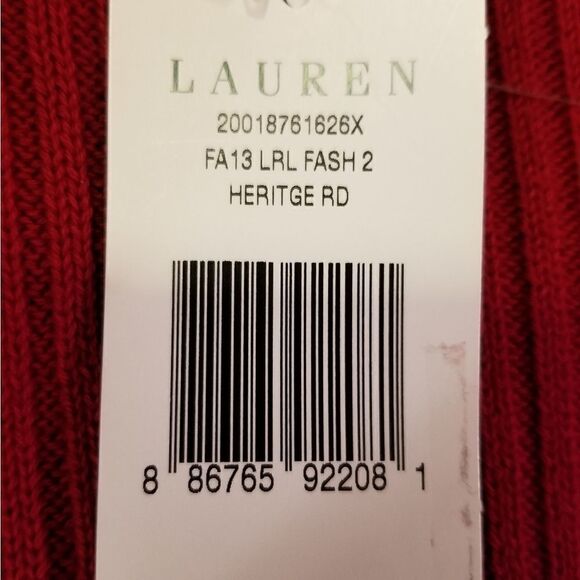 LAUREN
20018761626X
FA13 LRL FASH 2
HERITGE RD
8 86765 92208 1